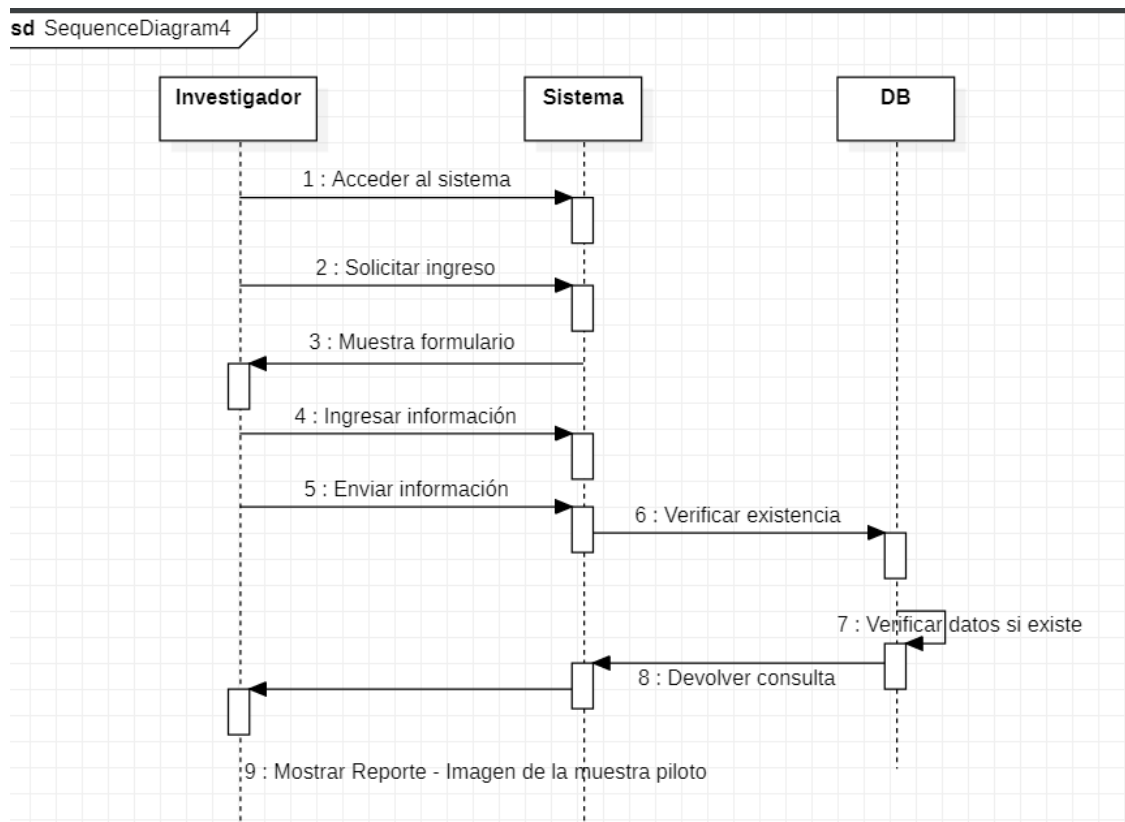 sd SequenceDiagram4
Investigador
Sistema
DB
1 : Acceder al sistema
2 : Solicitar ingreso
3 : Muestra formulario
4 : Ingresar información
5 : Enviar información
6 : Verificar existencia
7 : Verificar datos si existe
8 : Devolver consulta
9 : Mostrar Reporte - Imagen de la muestra piloto